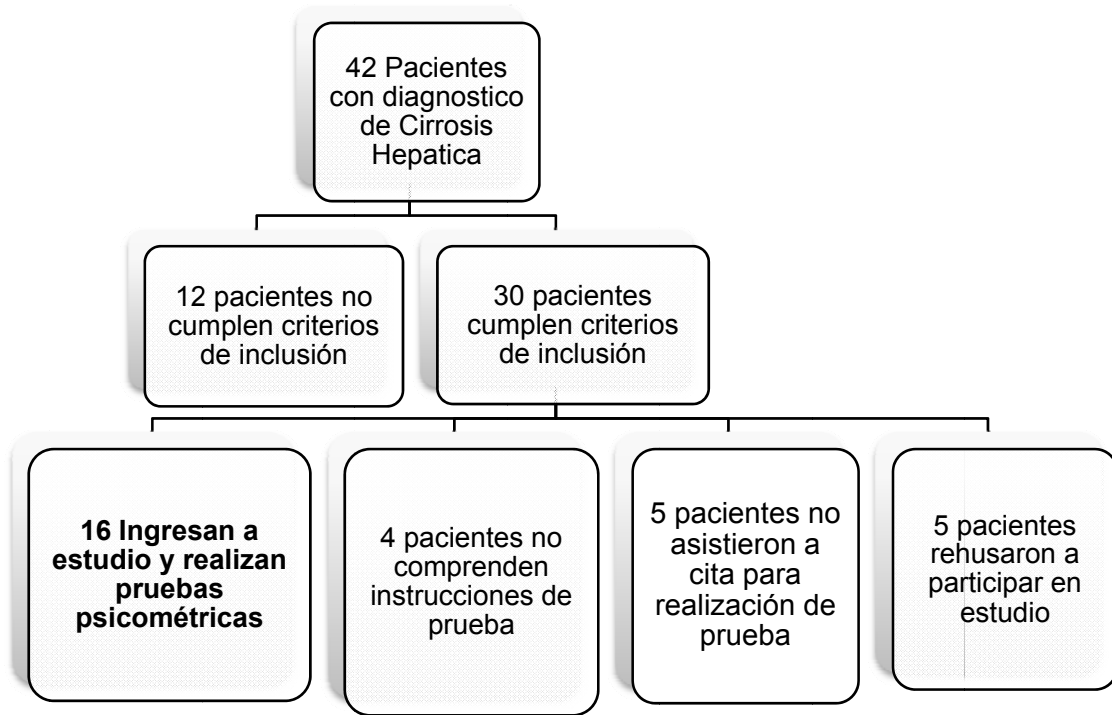 42 Pacientes
con diagnostico
de Cirrosis
Hepatica
12 pacientes no
cumplen criterios
de inclusión
30 pacientes
cumplen criterios
de inclusión
16 Ingresan a
estudio y realizan
pruebas
psicométricas
4 pacientes no
comprenden
instrucciones de
prueba
5 pacientes no
asistieron a
cita para
realización de
prueba
5 pacientes
rehusaron a
participar en
estudio